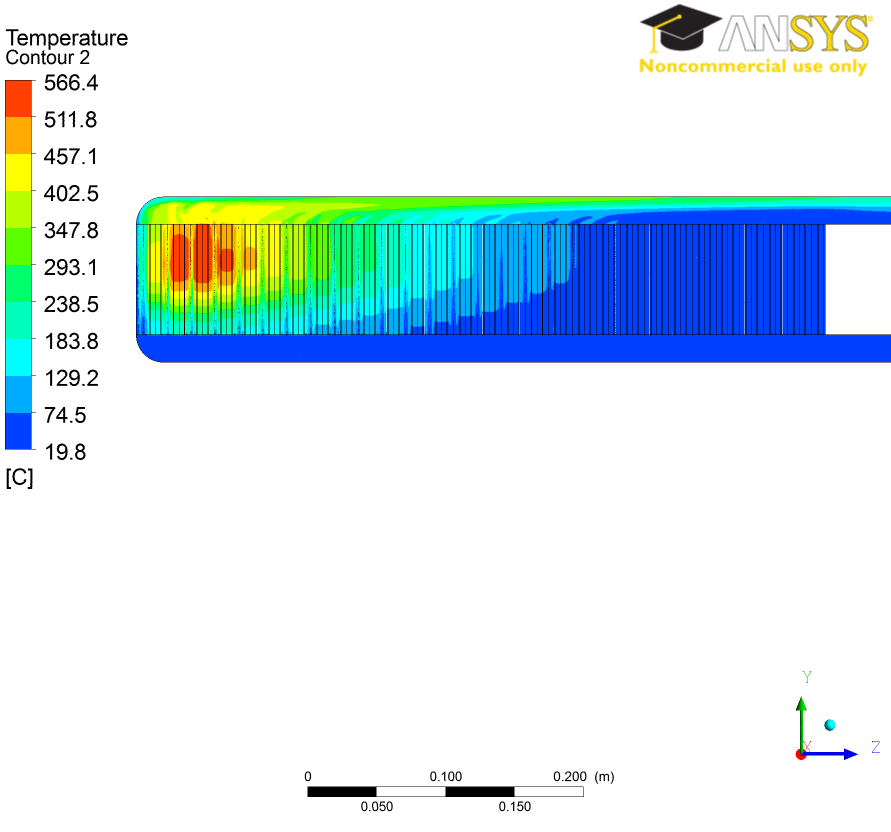 Temperature
Contour 2
566.4
511.8
457.1
402.5
347.8
293.1
238.5
183.8
129.2
74.5
19.8
[C]
ANSYS®
Noncommercial use only
Y
X
Z
0 0.100 0.200 (m)
0.050 0.150